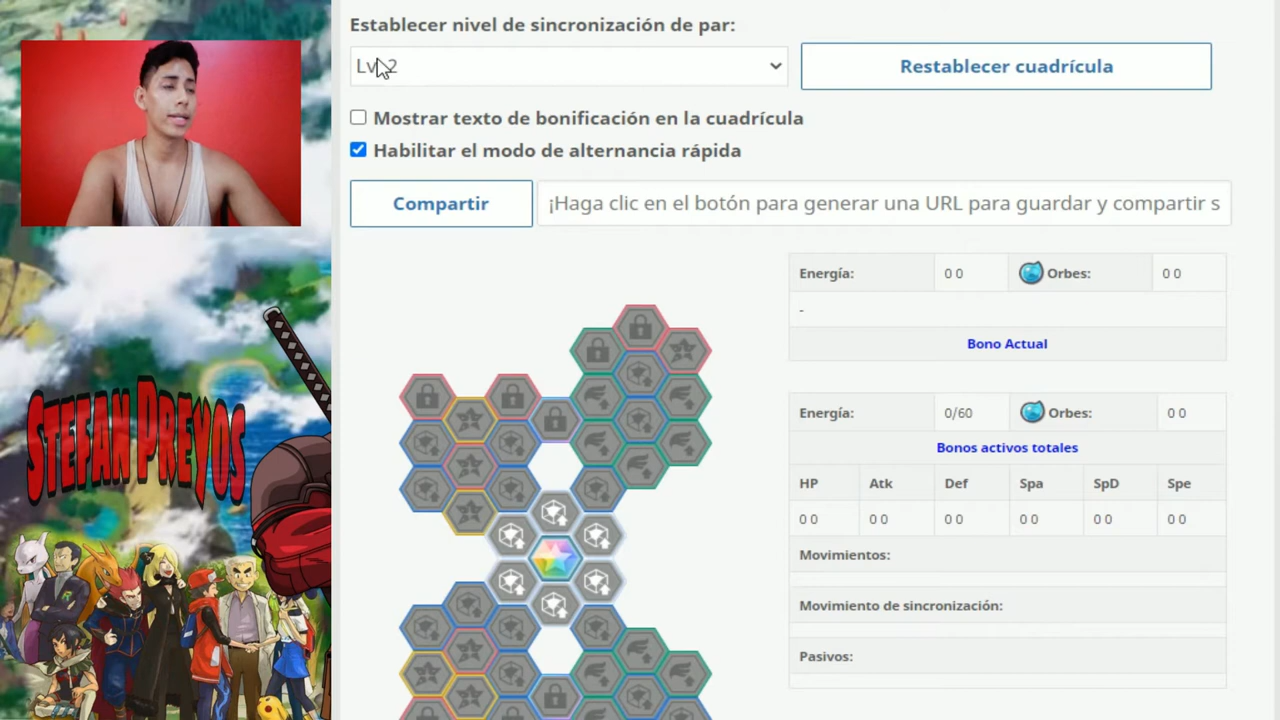 Establecer nivel de sincronización de par:
Lv. 2
Restablecer cuadrícula
Mostrar texto de bonificación en la cuadrícula
Habilitar el modo de alternancia rápida
Compartir
¡Haga clic en el botón para generar una URL para guardar y compartir s
Energía:
0 0
Orbes:
0 0
-
Bono Actual
Energía:
0/60
Orbes:
0 0
Bonos activos totales
HP Atk Def Spa SpD Spe
0 0 0 0 0 0 0 0 0 0 0 0
Movimientos:
Movimiento de sincronización:
Pasivos:
STEFAN PREYOS